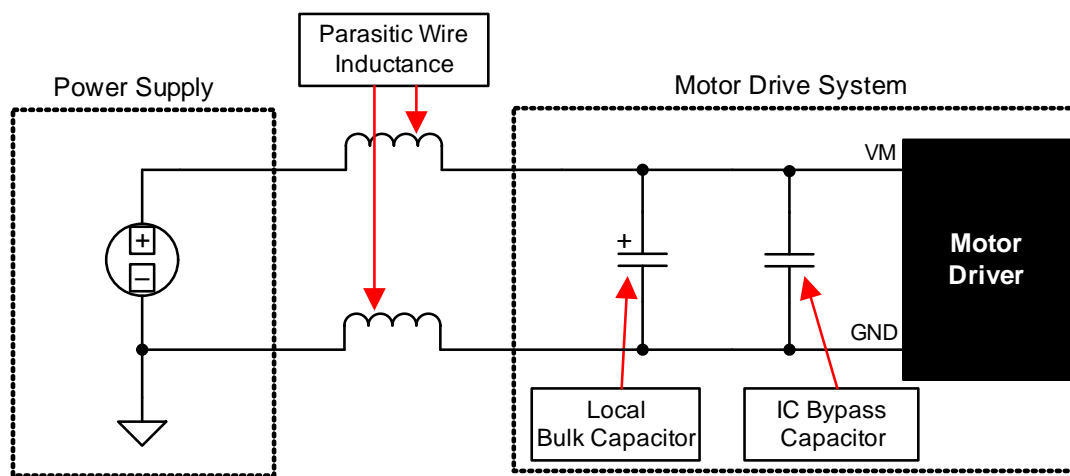 Parasitic Wire
Inductance
Power Supply
Motor Drive System
VM
+
−
+
Motor
Driver
GND
Local
Bulk Capacitor
IC Bypass
Capacitor